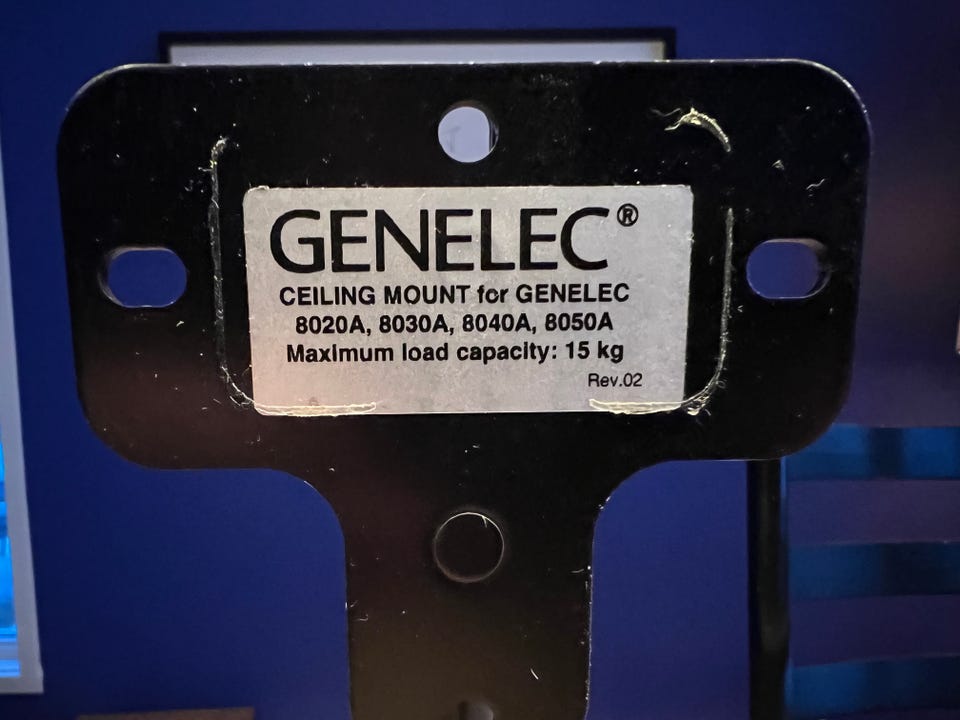 GENELEC®
CEILING MOUNT for GENELEC
8020A, 8030A, 8040A, 8050A
Maximum load capacity: 15 kg
Rev.02